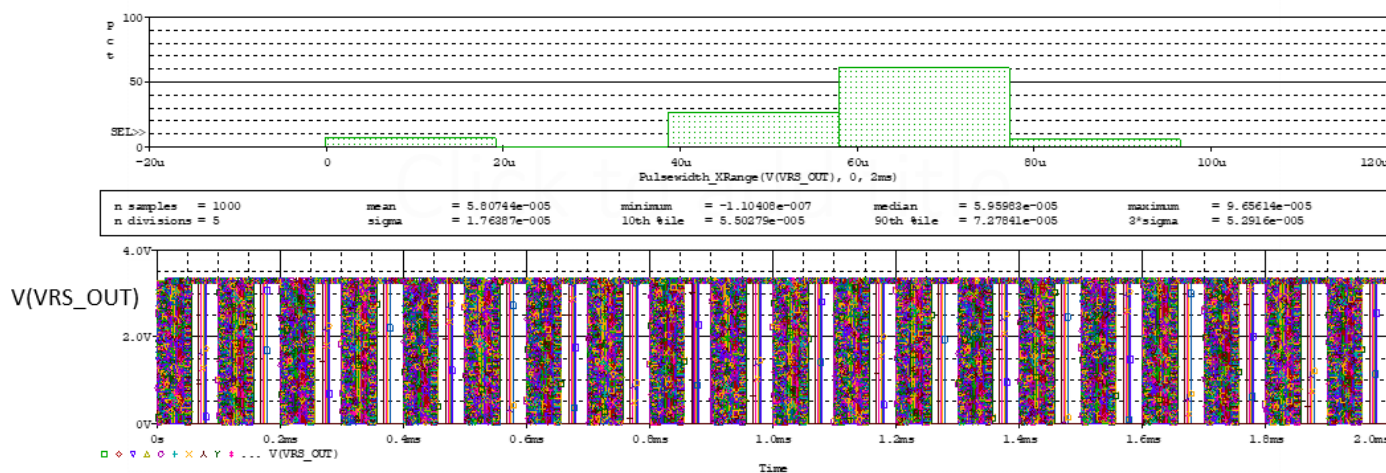 P
c
t
100
50
SEL>>
0
-20u 0 20u 40u 60u 80u 100u 120u
Pulsewidth_XRange(V(VRS_OUT), 0, 2ms)
n samples = 1000 mean = 5.80744e-005 minimum = -1.10408e-007 median = 5.95983e-005 maximum = 9.65614e-005
n divisions = 5 sigma = 1.76387e-005 10th %ile = 5.50279e-005 90th %ile = 7.27841e-005 3*sigma = 5.2916e-005
4.0V
V(VRS_OUT)
2.0V
0V
0s 0.2ms 0.4ms 0.6ms 0.8ms 1.0ms 1.2ms 1.4ms 1.6ms 1.8ms 2.0ms
... V(VRS_OUT)
Time